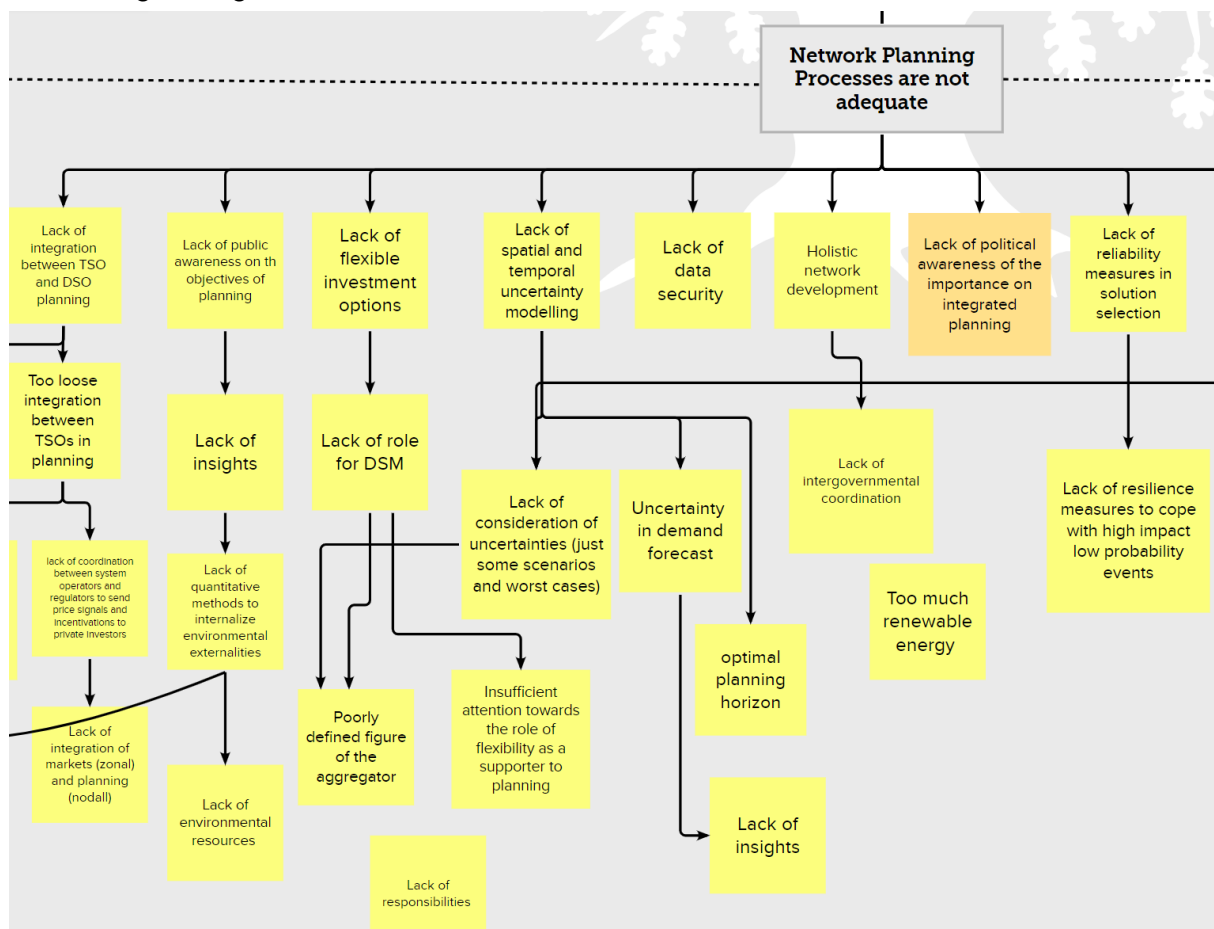 Network Planning
Processes are not
adequate
Lack of
integration
between TSO
and DSO
planning
Lack of public
awareness on th
objectives of
planning
Lack of
flexible
investment
options
Lack of
spatial and
temporal
uncertainty
modelling
Lack of
data
security
Holistic
network
development
Lack of political
awareness of the
importance on
integrated
planning
Lack of
reliability
measures in
solution
selection
Too loose
integration
between
TSOs in
planning
Lack of
insights
Lack of role
for DSM
Lack of
consideration of
uncertainties (just
some scenarios
and worst cases)
Uncertainty
in demand
forecast
Lack of
intergovernmental
coordination
Lack of resilience
measures to cope
with high impact
low probability
events
lack of coordination
between system
operators and
regulators to send
price signals and
incentivations to
private investors
Lack of
quantitative
methods to
internalize
environmental
externalities
Too much
renewable
energy
optimal
planning
horizon
Poorly
defined figure
of the
aggregator
Insufficient
attention towards
the role of
flexibility as a
supporter to
planning
Lack of
integration of
markets (zonal)
and planning
(nodall)
Lack of
environmental
resources
Lack of
insights
Lack of
responsibilities